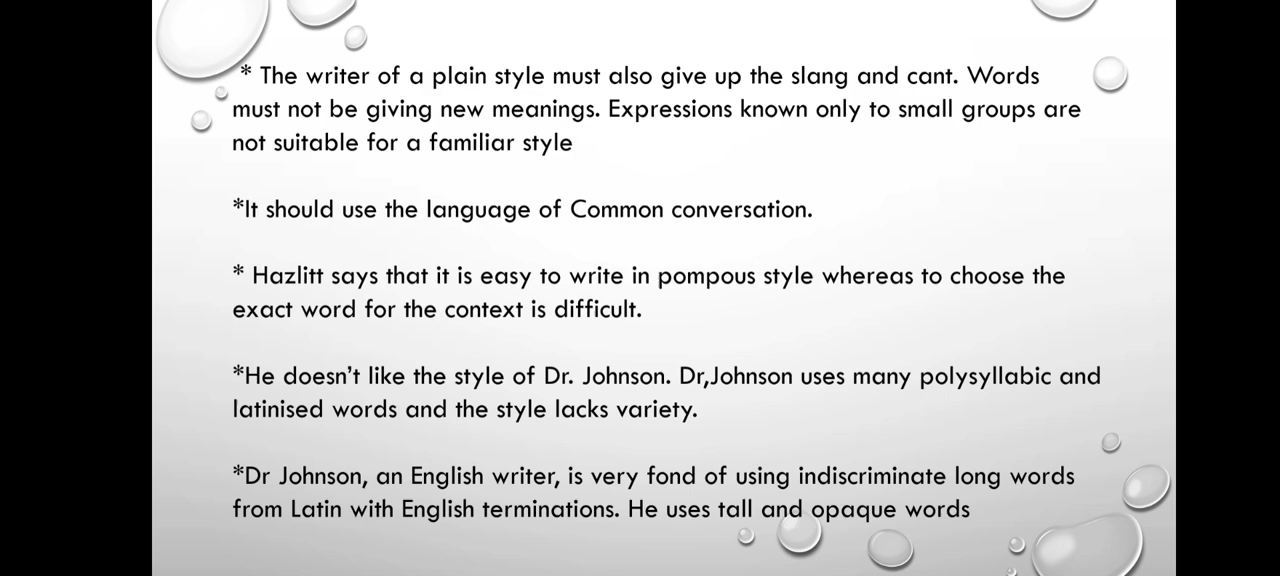 * The writer of a plain style must also give up the slang and cant. Words
must not be giving new meanings. Expressions known only to small groups are
not suitable for a familiar style
*It should use the language of Common conversation.
* Hazlitt says that it is easy to write in pompous style whereas to choose the
exact word for the context is difficult.
*He doesn't like the style of Dr. Johnson. Dr,Johnson uses many polysyllabic and
latinised words and the style lacks variety.
*Dr Johnson, an English writer, is very fond of using indiscriminate long words
from Latin with English terminations. He uses tall and opaque words